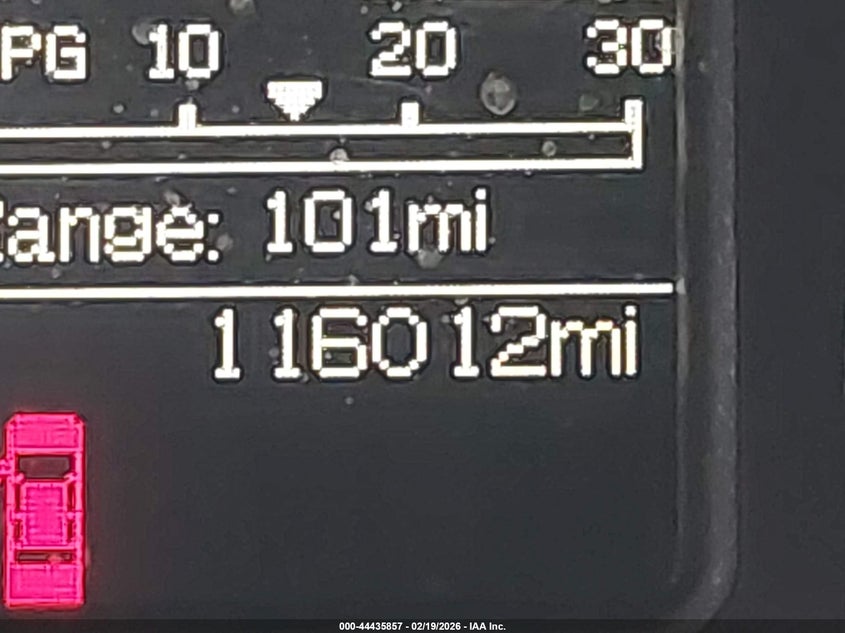 PG 10 20 30
Range: 101mi
116012mi
000-44435857 - 02/19/2026 - IAA Inc.